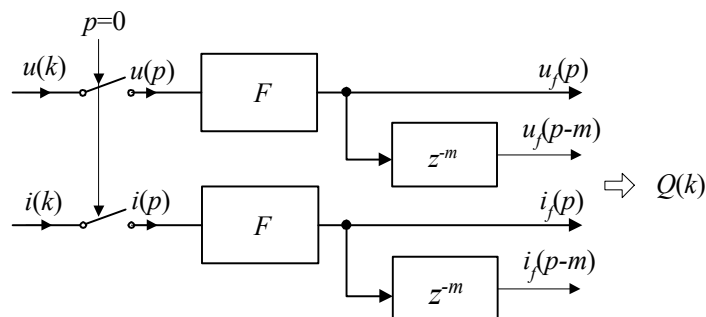 p=0
u(k) u(p) F u_f(p)
z^{-m} u_f(p-m)
Q(k)
i(k) i(p) F i_f(p)
z^{-m} i_f(p-m)